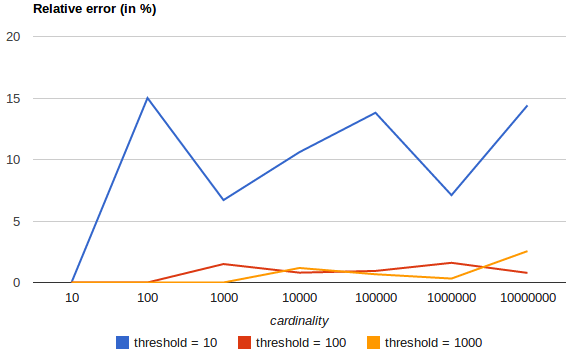 Relative error (in %)
20
15
10
5
0
10 100 1000 10000 100000 1000000 10000000
cardinality
threshold = 10 threshold = 100 threshold = 1000